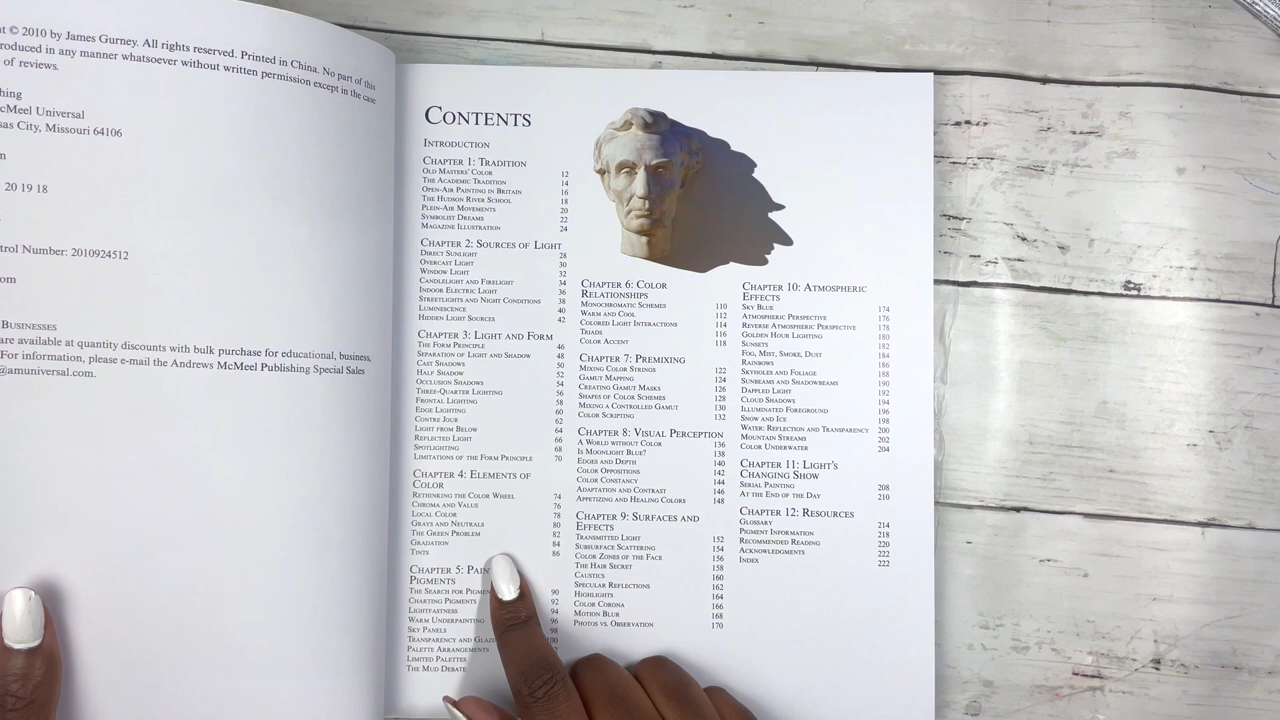 t © 2010 by James Gurney. All rights reserved. Printed in China. No part of this
roduced in any manner whatsoever without written permission except in the case
of reviews.
hing
cMeel Universal
sas City, Missouri 64106
n
20 19 18
trol Number: 2010924512
om
Businesses
are available at quantity discounts with bulk purchase for educational, business,
For information, please e-mail the Andrews McMeel Publishing Special Sales
@amuniversal.com.
Contents
Introduction
Chapter 1: Tradition
Old Masters' Color 12
The Academic Tradition 14
Open-Air Painting in Britain 16
The Hudson River School 18
Plein-Air Movements 20
Symbolist Dreams 22
Magazine Illustration 24
Chapter 2: Sources of Light
Direct Sunlight 28
Overcast Light 30
Window Light 32
Candlelight and Firelight 34
Indoor Electric Light 36
Streetlights and Night Conditions 38
Luminescence 40
Hidden Light Sources 42
Chapter 3: Light and Form
The Form Principle 46
Separation of Light and Shadow 48
Cast Shadows 50
Half Shadow 52
Occlusion Shadows 54
Three-Quarter Lighting 56
Frontal Lighting 58
Edge Lighting 60
Contre Jour 62
Light from Below 64
Reflected Light 66
Spotlighting 68
Limitations of the Form Principle 70
Chapter 4: Elements of
Color
Rethinking the Color Wheel 74
Chroma and Value 76
Local Color 78
Grays and Neutrals 80
The Green Problem 82
Gradation 84
Tints 86
Chapter 5: Pain
Pigments
The Search for Pigmen 90
Charting Pigments 92
Lightfastness 94
Warm Underpainting 96
Sky Panels 98
Transparency and Glazi 100
Palette Arrangements
Limited Palettes
The Mud Debate
Chapter 6: Color
Relationships
Monochromatic Schemes 110
Warm and Cool 112
Colored Light Interactions 114
Triads 116
Color Accent 118
Chapter 7: Premixing
Mixing Color Strings 122
Gamut Mapping 124
Creating Gamut Masks 126
Shapes of Color Schemes 128
Mixing a Controlled Gamut 130
Color Scripting 132
Chapter 8: Visual Perception
A World without Color 136
Is Moonlight Blue? 138
Edges and Depth 140
Color Oppositions 142
Color Constancy 144
Adaptation and Contrast 146
Appetizing and Healing Colors 148
Chapter 9: Surfaces and
Effects
Transmitted Light 152
Subsurface Scattering 154
Color Zones of the Face 156
The Hair Secret 158
Caustics 160
Specular Reflections 162
Highlights 164
Color Corona 166
Motion Blur 168
Photos vs. Observation 170
Chapter 10: Atmospheric
Effects
Sky Blue 174
Atmospheric Perspective 176
Reverse Atmospheric Perspective 178
Golden Hour Lighting 180
Sunsets 182
Fog, Mist, Smoke, Dust 184
Rainbows 186
Skyholes and Foliage 188
Sunbeams and Shadowbeams 190
Dappled Light 192
Cloud Shadows 194
Illuminated Foreground 196
Snow and Ice 198
Water: Reflection and Transparency 200
Mountain Streams 202
Color Underwater 204
Chapter 11: Light's
Changing Show
Serial Painting 208
At the End of the Day 210
Chapter 12: Resources
Glossary 214
Pigment Information 218
Recommended Reading 220
Acknowledgments 222
Index 222